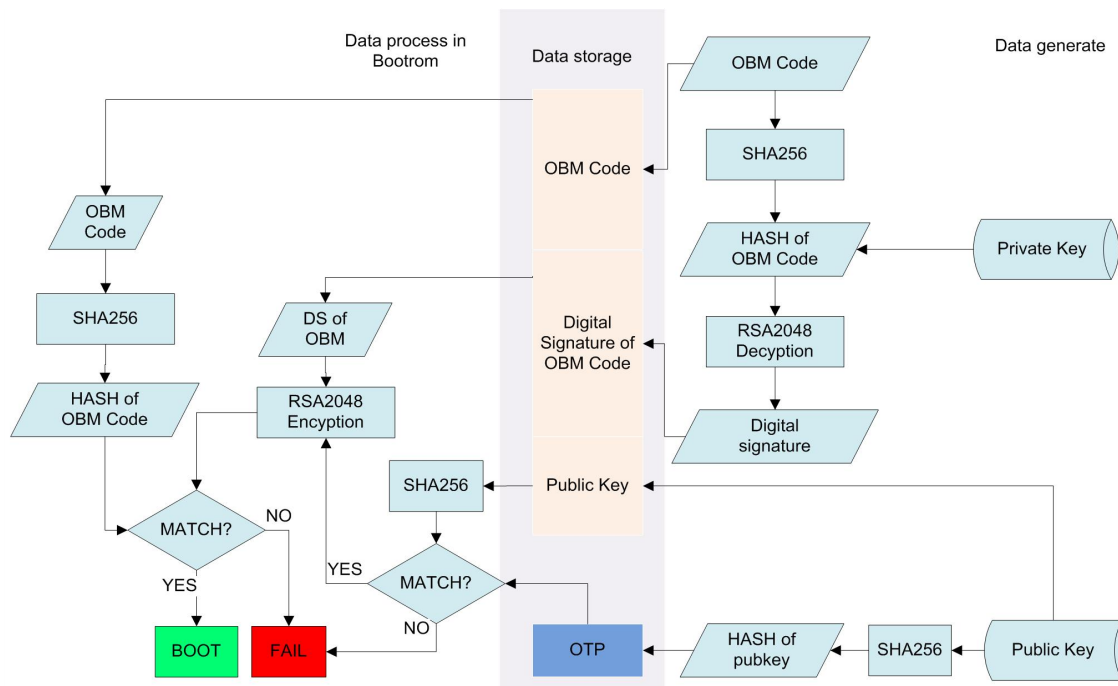 Data process in
Bootrom
Data storage
Data generate
OBM Code
SHA256
HASH of
OBM Code
Private Key
RSA2048
Decyption
Digital
signature
OBM Code
Digital
Signature of
OBM Code
Public Key
OBM
Code
SHA256
HASH of
OBM Code
DS of
OBM
RSA2048
Encyption
SHA256
MATCH?
NO
YES
MATCH?
YES
NO
BOOT
FAIL
OTP
HASH of
pubkey
SHA256
Public Key